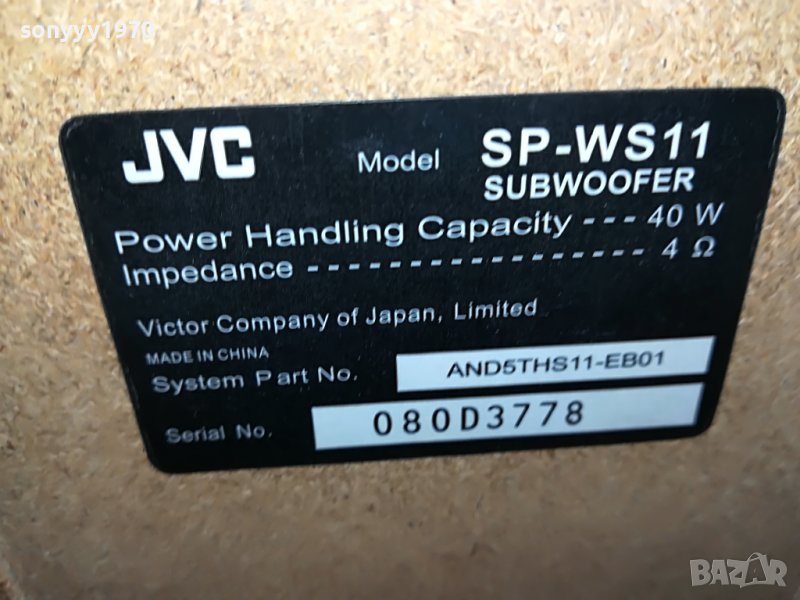 sonyyy1970
JVC Model SP-WS11
SUBWOOFER
Power Handling Capacity --- 40 W
Impedance ---------------------- 4 Ω
Victor Company of Japan, Limited
MADE IN CHINA
System Part No. AND5THS11-EB01
Serial No. 080D3778
BAZAR